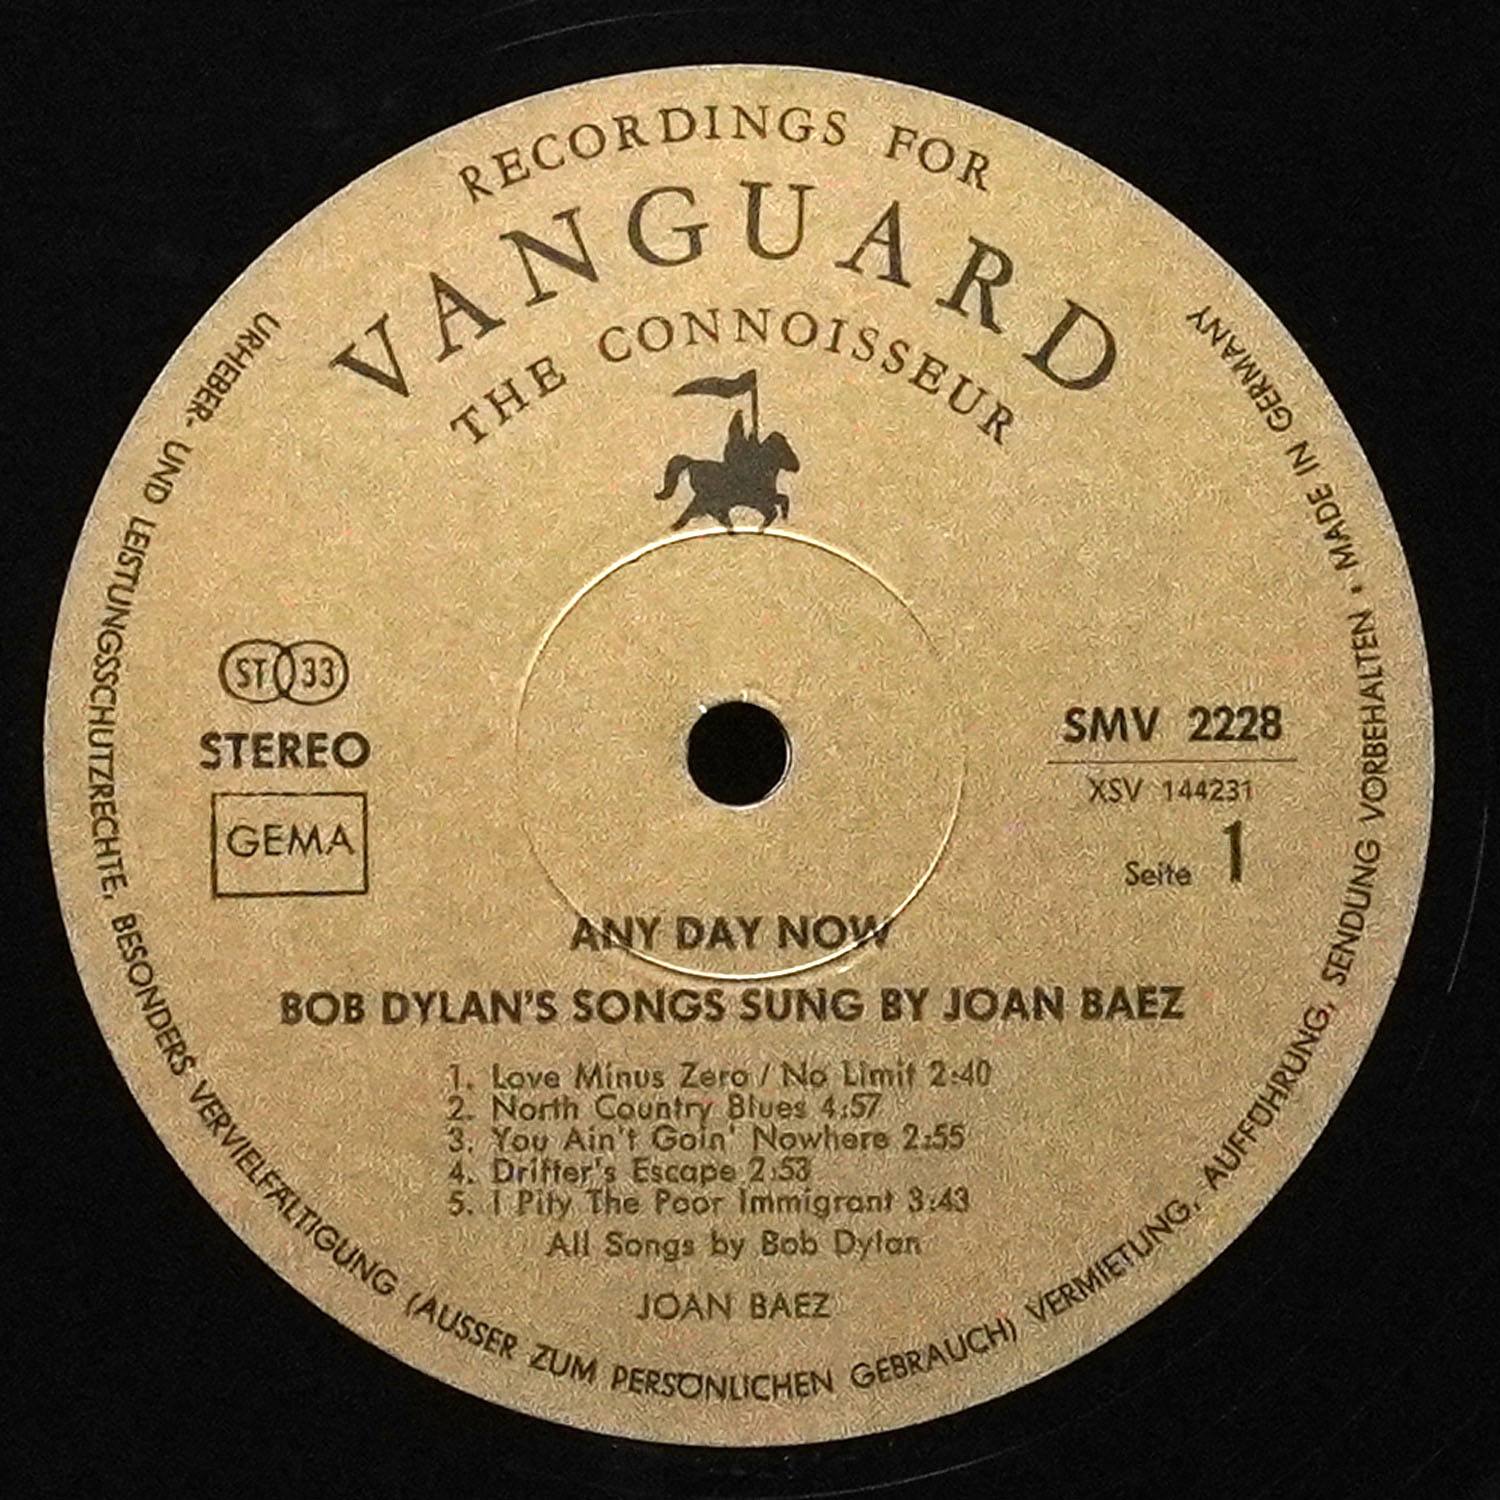 RECORDINGS FOR
VANGUARD
THE CONNOISSEUR
ST 33
STEREO
GEMA
SMV 2228
XSV 144231
Seite 1
ANY DAY NOW
BOB DYLAN'S SONGS SUNG BY JOAN BAEZ
1. Love Minus Zero / No Limit 2:40
2. North Country Blues 4:57
3. You Ain't Goin' Nowhere 2:55
4. Drifter's Escape 2:53
5. I Pity The Poor Immigrant 3:43
All Songs by Bob Dylan
JOAN BAEZ
URHEBER- UND LEISTUNGSSCHUTZRECHTE, BESONDERS VERVIELFÄLTIGUNG (AUSSER ZUM PERSÖNLICHEN GEBRAUCH) VERMIETUNG, AUFFÜHRUNG, SENDUNG VORBEHALTEN • MADE IN GERMANY